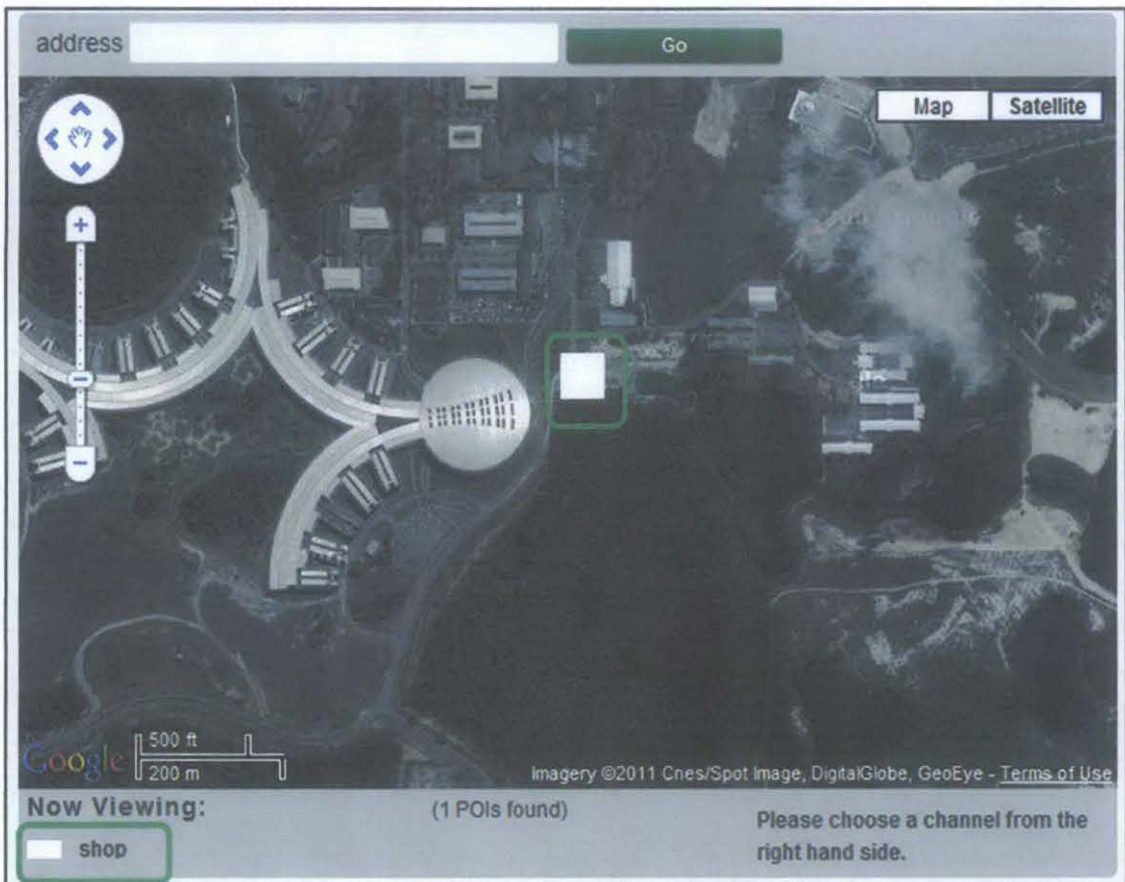 address
Go
Map
Satellite
+
-
Google
500 ft
200 m
Imagery ©2011 Cnes/Spot Image, DigitalGlobe, GeoEye - Terms of Use
Now Viewing:
(1 POIs found)
shop
Please choose a channel from the
right hand side.